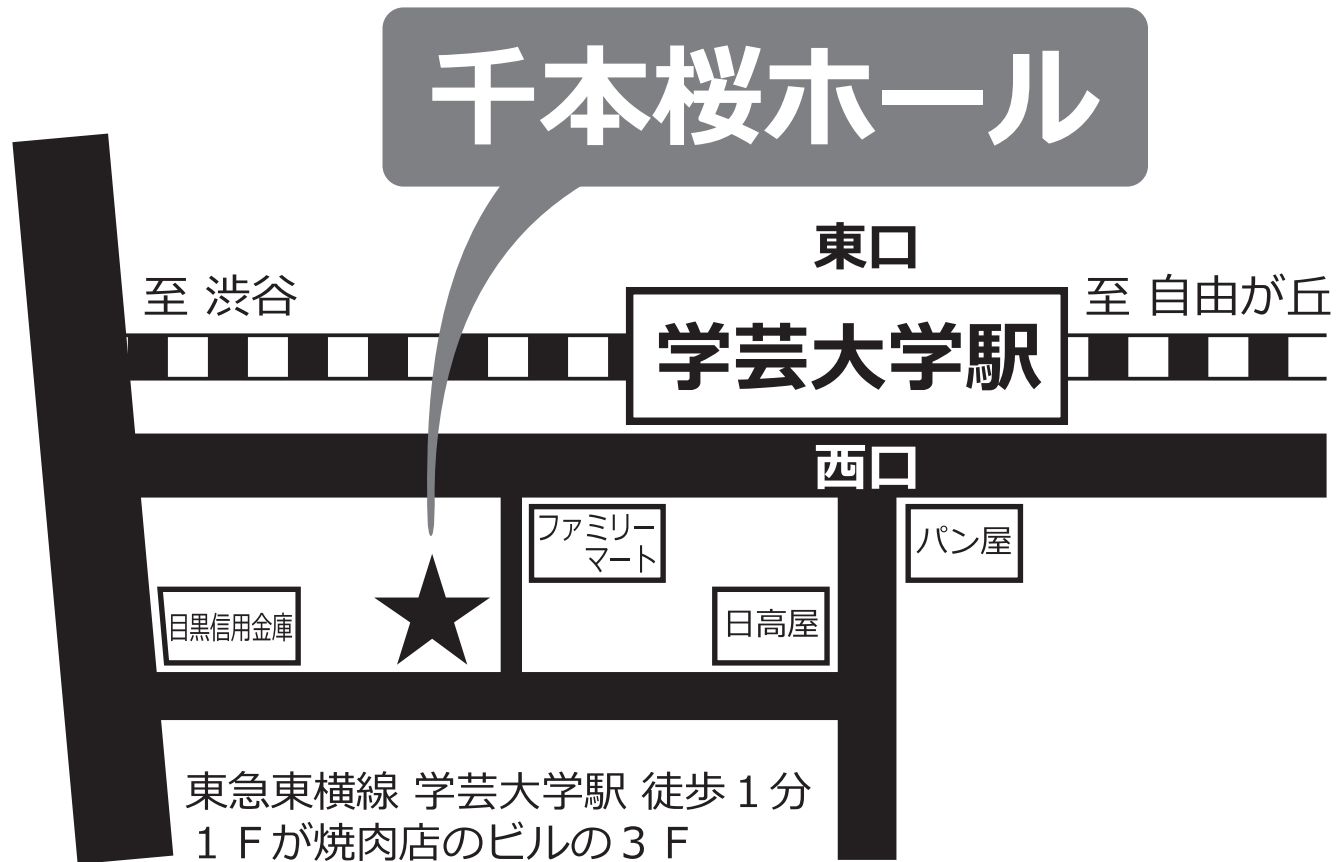 千本桜ホール
東口
至 渋谷
学芸大学駅
至 自由が丘
西口
ファミリー
マート
パン屋
目黒信用金庫
日高屋
東急東横線 学芸大学駅 徒歩1分
1Fが焼肉店のビルの3F